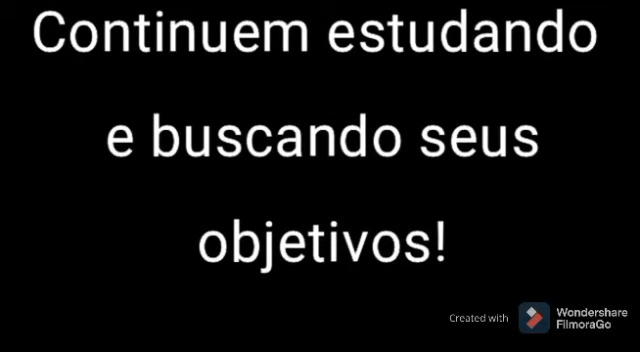 Continuem estudando
e buscando seus
objetivos!
Created with
Wondershare
FilmoraGo